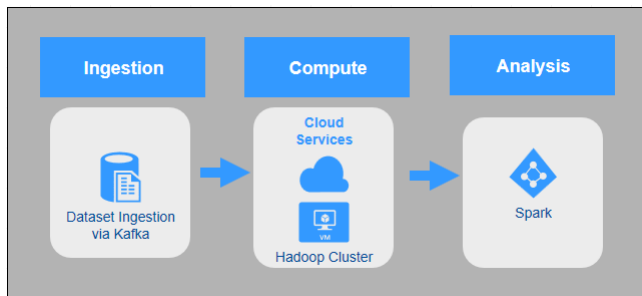 Ingestion
Compute
Analysis
Dataset Ingestion
via Kafka
Cloud
Services
VM
Hadoop Cluster
Spark